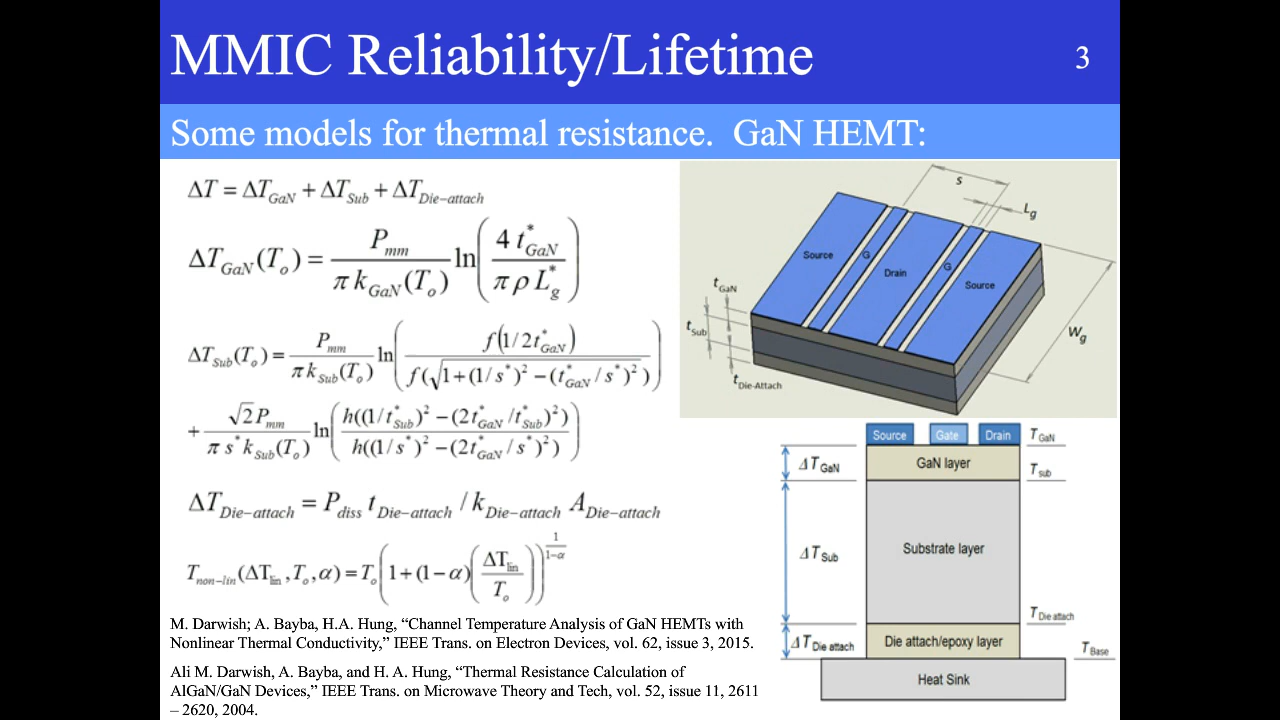 MMIC Reliability/Lifetime
3
Some models for thermal resistance. GaN HEMT:
ΔT = ΔT_GaN + ΔT_Sub + ΔT_Die−attach
ΔT_GaN(T_o) = P_mm / (π k_GaN(T_o)) ln(4 t*_GaN / (π ρ L*_g))
ΔT_Sub(T_o) = P_mm / (π k_Sub(T_o)) ln(f(1/2t*_GaN) / f(√(1+(1/s*)² −(t*_GaN/s*)²)))
+ √2 P_mm / (π s* k_Sub(T_o)) ln(h((1/t*_Sub)² −(2t*_GaN/t*_Sub)²) / h((1/s*)² −(2t*_GaN/s*)²))
ΔT_Die−attach = P_diss t_Die−attach / k_Die−attach A_Die−attach
T_non−lin(ΔT_lin, T_o, α) = T_o(1+(1−α)(ΔT_lin / T_o))^(1/(1−α))
M. Darwish; A. Bayba, H.A. Hung, “Channel Temperature Analysis of GaN HEMTs with
Nonlinear Thermal Conductivity,” IEEE Trans. on Electron Devices, vol. 62, issue 3, 2015.
Ali M. Darwish, A. Bayba, and H. A. Hung, “Thermal Resistance Calculation of
AlGaN/GaN Devices,” IEEE Trans. on Microwave Theory and Tech, vol. 52, issue 11, 2611
– 2620, 2004.
s
L_g
Source
G
Drain
G
Source
t_GaN
t_Sub
t_Die-Attach
W_g
Source
Gate
Drain
T_GaN
ΔT_GaN
GaN layer
T_sub
ΔT_Sub
Substrate layer
T_Die attach
ΔT_Die attach
Die attach/epoxy layer
T_Base
Heat Sink